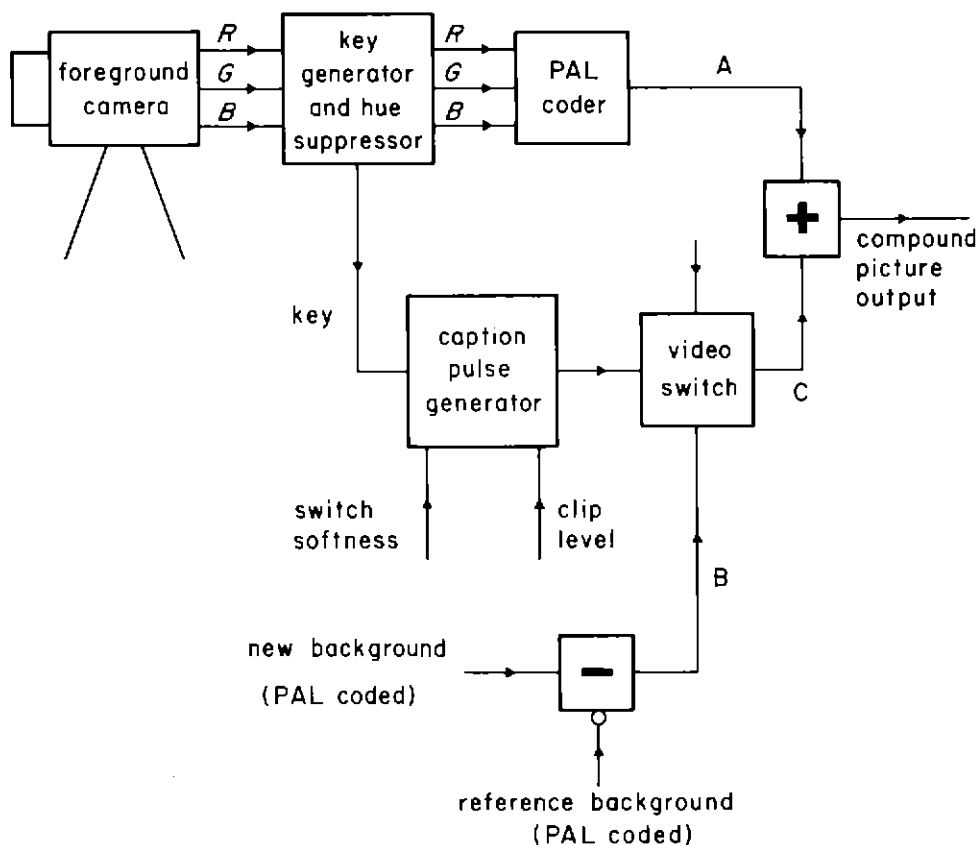 foreground
camera
R
G
B
key
generator
and hue
suppressor
R
G
B
PAL
coder
A
+
compound
picture
output
key
caption
pulse
generator
video
switch
C
switch
softness
clip
level
B
new background
(PAL coded)
−
reference background
(PAL coded)